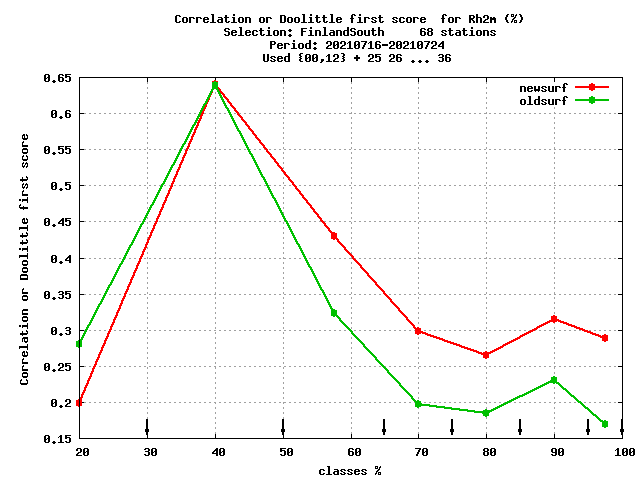 Correlation or Doolittle first score  for Rh2m (%)
Selection: FinlandSouth     68 stations
Period: 20210716-20210724
Used {00,12} + 25 26 ... 36
newsurf
oldsurf
Correlation or Doolittle first score
0.65
0.6
0.55
0.5
0.45
0.4
0.35
0.3
0.25
0.2
0.15
20 30 40 50 60 70 80 90 100
classes %